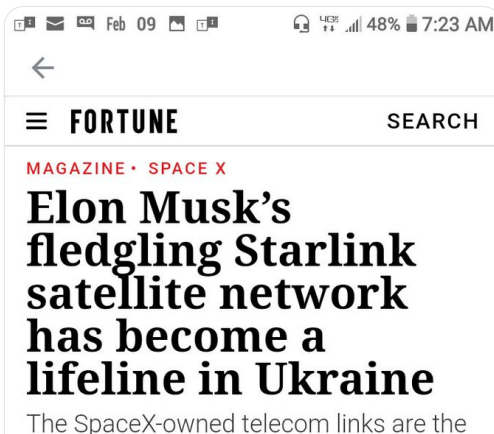 Feb 09 4GE 48% 7:23 AM
FORTUNE SEARCH
MAGAZINE • SPACE X
Elon Musk’s
fledgling Starlink
satellite network
has become a
lifeline in Ukraine
The SpaceX-owned telecom links are the